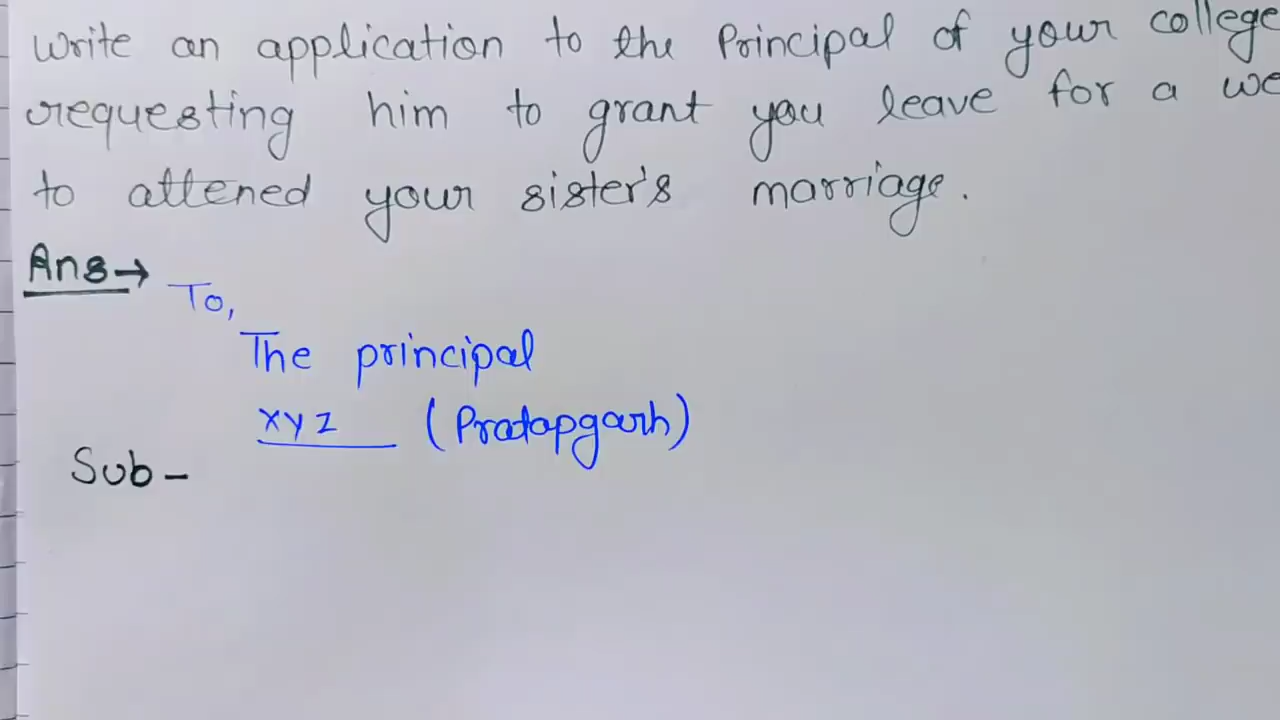 Write an application to the Principal of your college
requesting him to grant you leave for a we
to attened your sister's marriage.
Ans→
To,
The principal
xyz (Pratapgarh)
Sub-